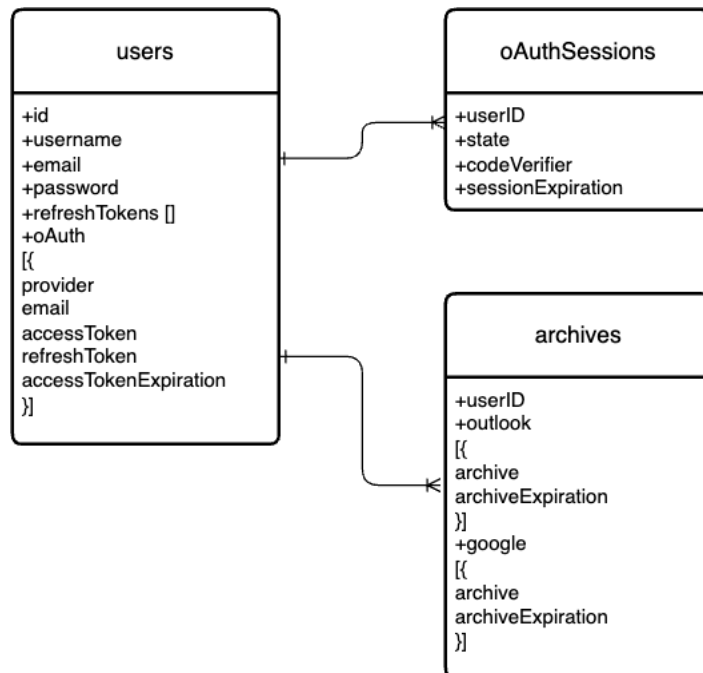 users
+id
+username
+email
+password
+refreshTokens []
+oAuth
[{
provider
email
accessToken
refreshToken
accessTokenExpiration
}]
oAuthSessions
+userID
+state
+codeVerifier
+sessionExpiration
archives
+userID
+outlook
[{
archive
archiveExpiration
}]
+google
[{
archive
archiveExpiration
}]